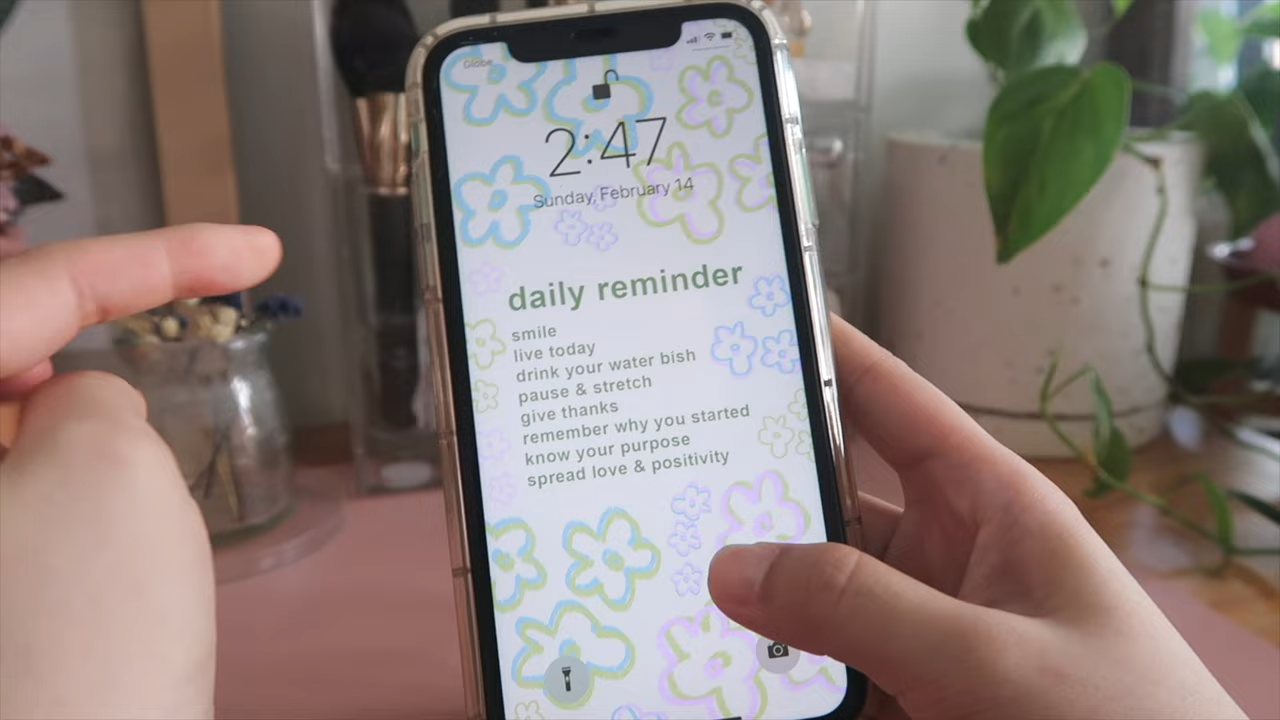 Globe
2:47
Sunday, February 14
daily reminder
smile
live today
drink your water bish
pause & stretch
give thanks
remember why you started
know your purpose
spread love & positivity